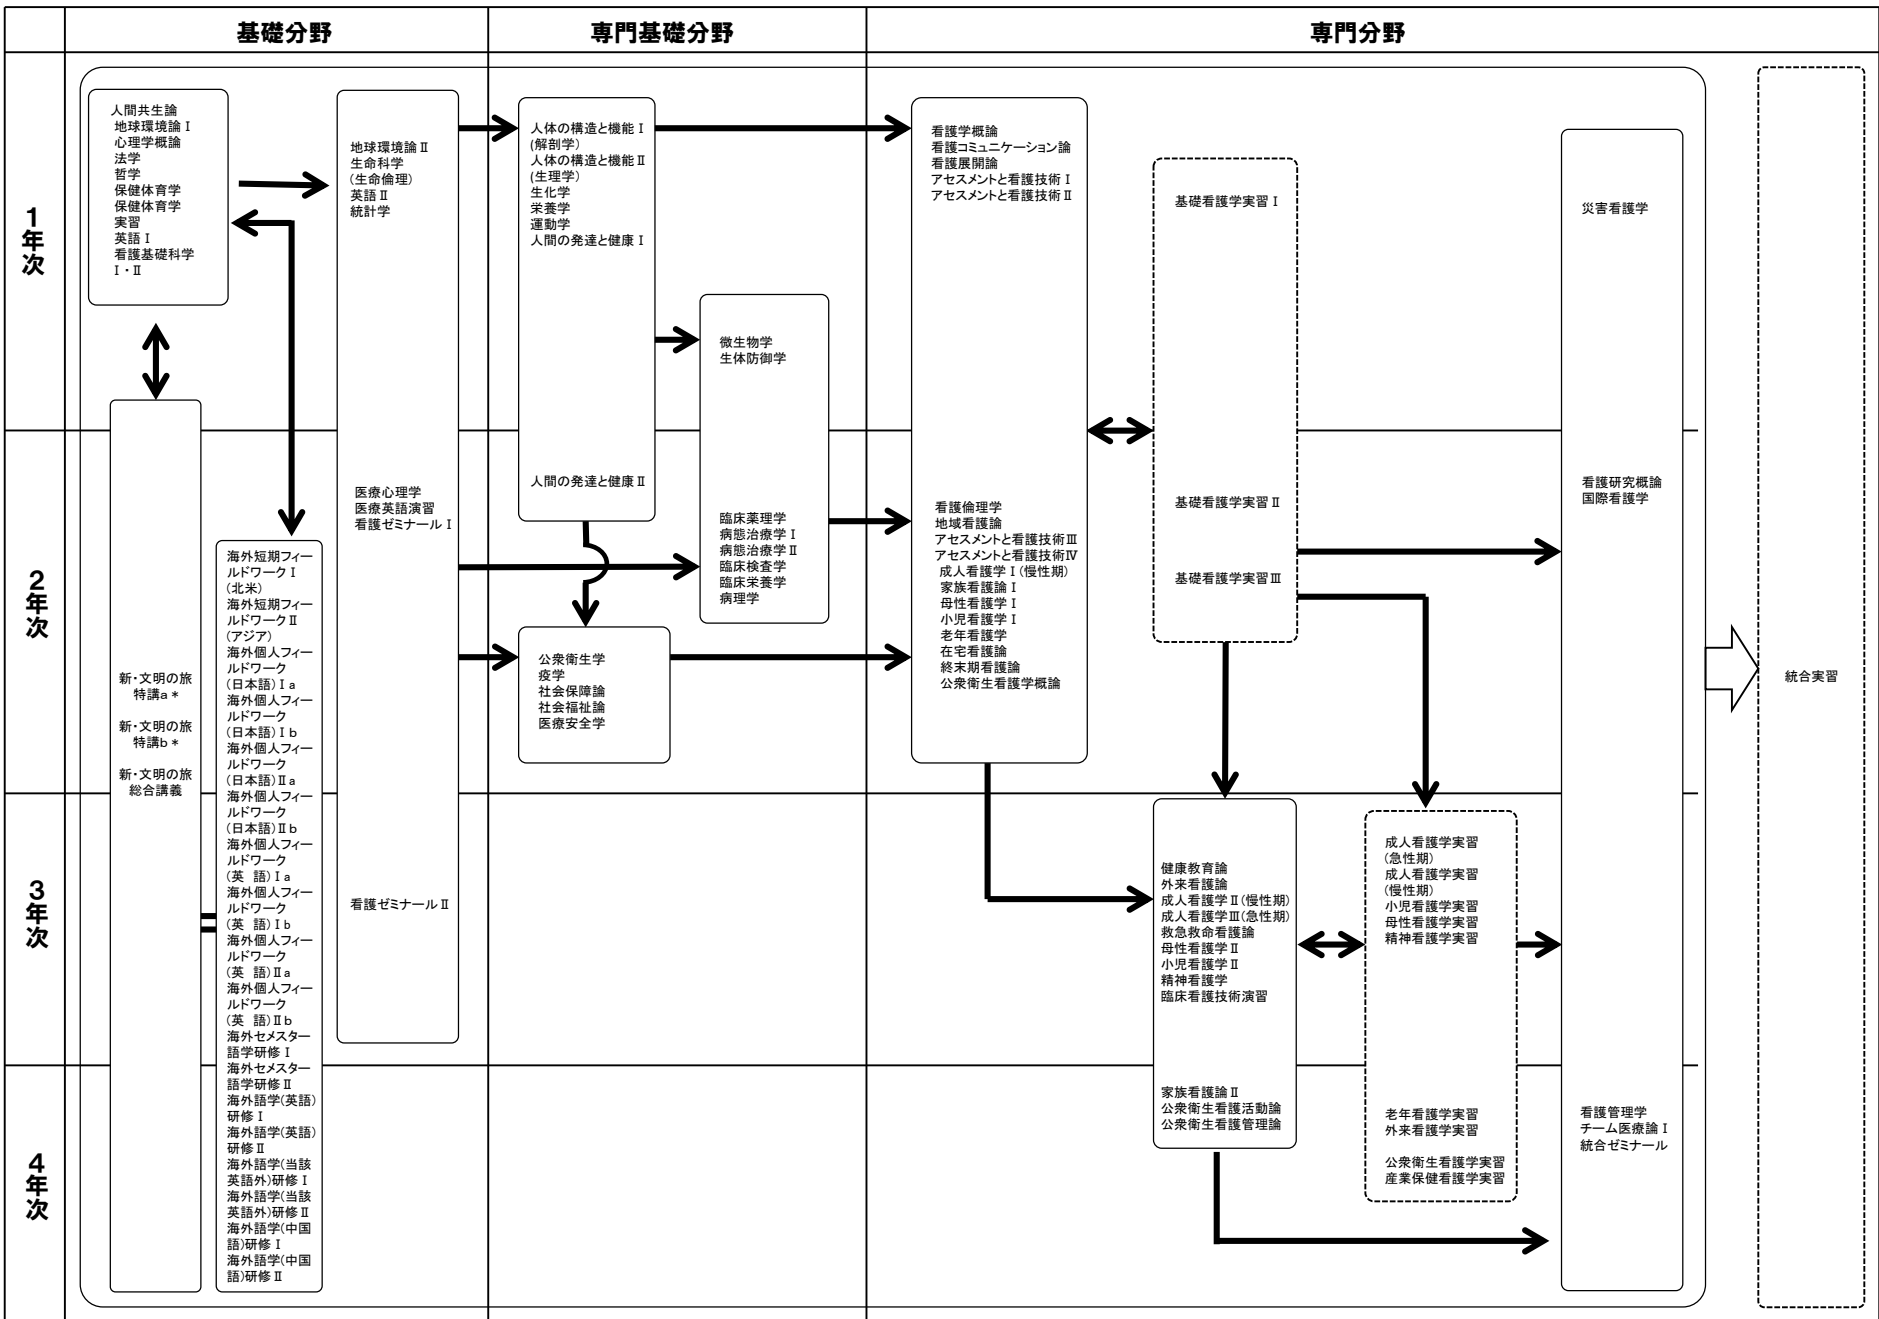 基礎分野
専門基礎分野
専門分野
1年次
2年次
3年次
4年次
人間共生論
地球環境論Ⅰ
心理学概論
法学
哲学
保健体育学
保健体育学
実習
英語Ⅰ
看護基礎科学
Ⅰ・Ⅱ
新・文明の旅
特講a*
新・文明の旅
特講b*
新・文明の旅
総合講義
海外短期フィー
ルドワークⅠ
(北米)
海外短期フィー
ルドワークⅡ
(アジア)
海外個人フィー
ルドワーク
(日本語)Ⅰa
海外個人フィー
ルドワーク
(日本語)Ⅰb
海外個人フィー
ルドワーク
(日本語)Ⅱa
海外個人フィー
ルドワーク
(日本語)Ⅱb
海外個人フィー
ルドワーク
(英 語)Ⅰa
海外個人フィー
ルドワーク
(英 語)Ⅰb
海外個人フィー
ルドワーク
(英 語)Ⅱa
海外個人フィー
ルドワーク
(英 語)Ⅱb
海外セメスター
語学研修Ⅰ
海外セメスター
語学研修Ⅱ
海外語学(英語)
研修Ⅰ
海外語学(英語)
研修Ⅱ
海外語学(当該
英語外)研修Ⅰ
海外語学(当該
英語外)研修Ⅱ
海外語学(中国
語)研修Ⅰ
海外語学(中国
語)研修Ⅱ
地球環境論Ⅱ
生命科学
(生命倫理)
英語Ⅱ
統計学
医療心理学
医療英語演習
看護ゼミナールⅠ
看護ゼミナールⅡ
人体の構造と機能Ⅰ
(解剖学)
人体の構造と機能Ⅱ
(生理学)
生化学
栄養学
運動学
人間の発達と健康Ⅰ
人間の発達と健康Ⅱ
公衆衛生学
疫学
社会保障論
社会福祉論
医療安全学
微生物学
生体防御学
臨床薬理学
病態治療学Ⅰ
病態治療学Ⅱ
臨床検査学
臨床栄養学
病理学
看護学概論
看護コミュニケーション論
看護展開論
アセスメントと看護技術Ⅰ
アセスメントと看護技術Ⅱ
看護倫理学
地域看護論
アセスメントと看護技術Ⅲ
アセスメントと看護技術Ⅳ
成人看護学Ⅰ(慢性期)
家族看護論Ⅰ
母性看護学Ⅰ
小児看護学Ⅰ
老年看護学
在宅看護論
終末期看護論
公衆衛生看護学概論
基礎看護学実習Ⅰ
基礎看護学実習Ⅱ
基礎看護学実習Ⅲ
健康教育論
外来看護論
成人看護学Ⅱ(慢性期)
成人看護学Ⅲ(急性期)
救急救命看護論
母性看護学Ⅱ
小児看護学Ⅱ
精神看護学
臨床看護技術演習
家族看護論Ⅱ
公衆衛生看護活動論
公衆衛生看護管理論
成人看護学実習
(急性期)
成人看護学実習
(慢性期)
小児看護学実習
母性看護学実習
精神看護学実習
老年看護学実習
外来看護学実習
公衆衛生看護学実習
産業保健看護学実習
災害看護学
看護研究概論
国際看護学
看護管理学
チーム医療論Ⅰ
統合ゼミナール
統合実習